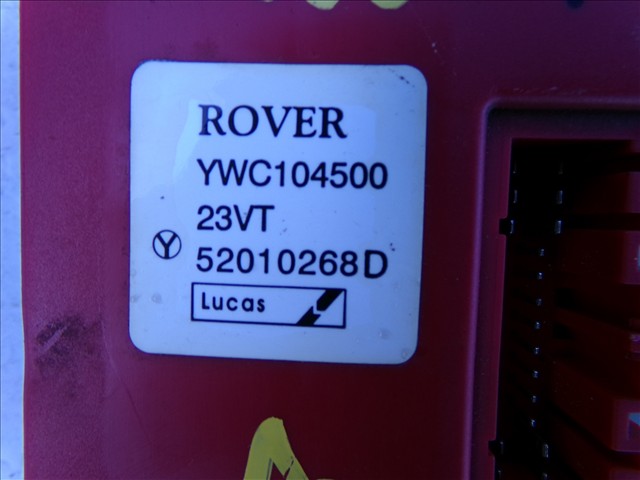 ROVER
YWC104500
23VT
Y 52010268D
Lucas